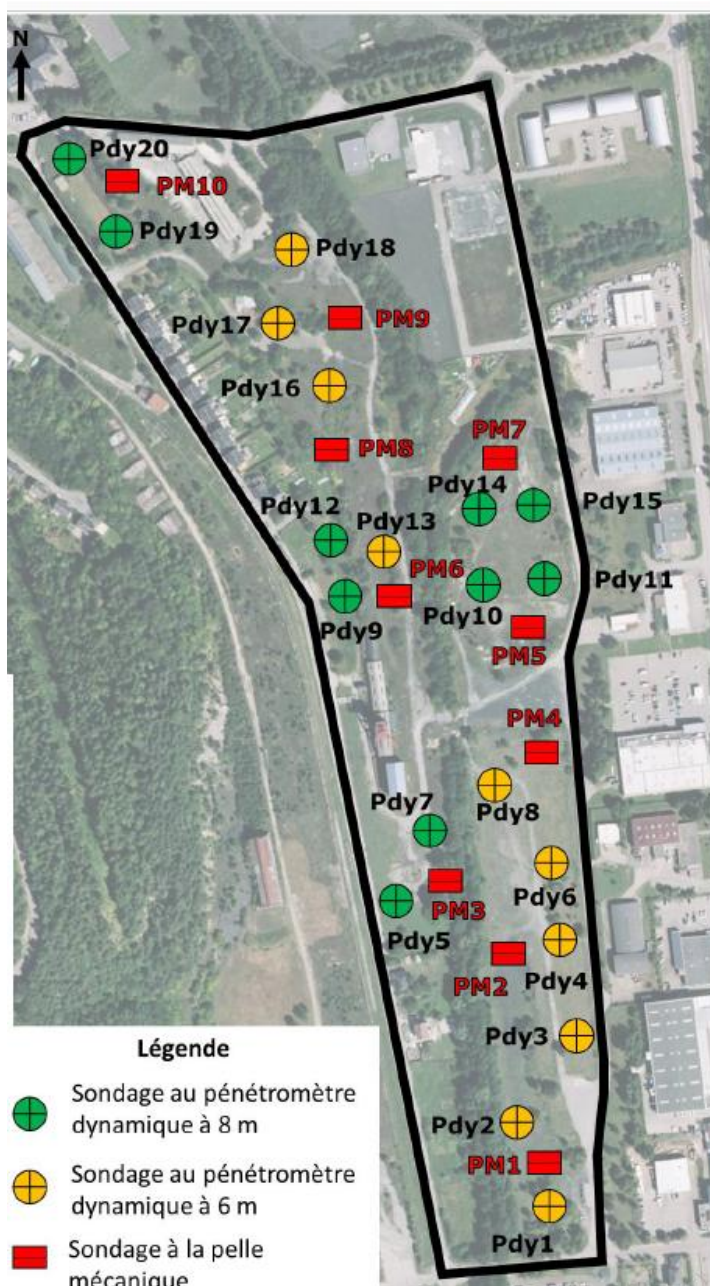 N
Pdy20
PM10
Pdy19
Pdy18
Pdy17
PM9
Pdy16
PM8
PM7
Pdy14
Pdy15
Pdy12
Pdy13
PM6
Pdy11
Pdy9
Pdy10
PM5
PM4
Pdy8
Pdy7
Pdy6
PM3
Pdy5
Pdy4
PM2
Pdy3
Pdy2
PM1
Pdy1
Légende
Sondage au pénétromètre
dynamique à 8 m
Sondage au pénétromètre
dynamique à 6 m
Sondage à la pelle
mécanique